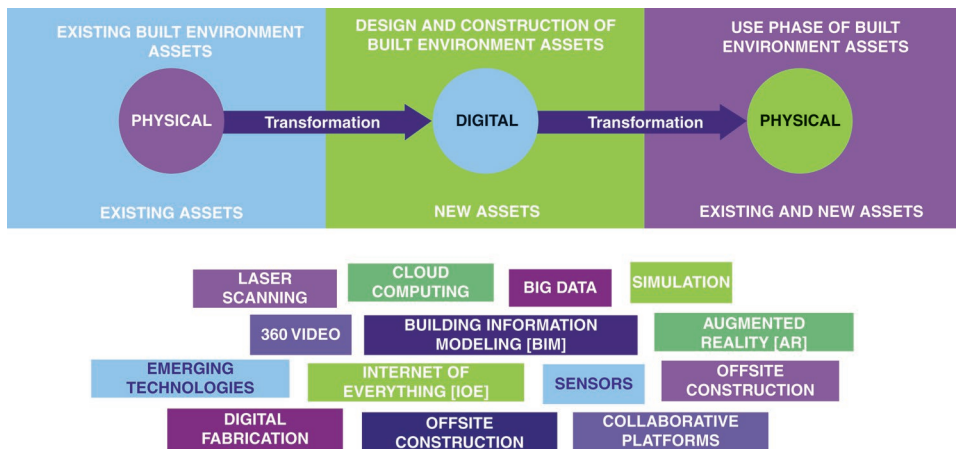 EXISTING BUILT ENVIRONMENT
ASSETS
DESIGN AND CONSTRUCTION OF
BUILT ENVIRONMENT ASSETS
USE PHASE OF BUILT
ENVIRONMENT ASSETS
PHYSICAL
Transformation
DIGITAL
Transformation
PHYSICAL
EXISTING ASSETS
NEW ASSETS
EXISTING AND NEW ASSETS
LASER
SCANNING
CLOUD
COMPUTING
BIG DATA
SIMULATION
360 VIDEO
BUILDING INFORMATION
MODELING [BIM]
AUGMENTED
REALITY [AR]
EMERGING
TECHNOLOGIES
INTERNET OF
EVERYTHING [IOE]
SENSORS
OFFSITE
CONSTRUCTION
DIGITAL
FABRICATION
OFFSITE
CONSTRUCTION
COLLABORATIVE
PLATFORMS